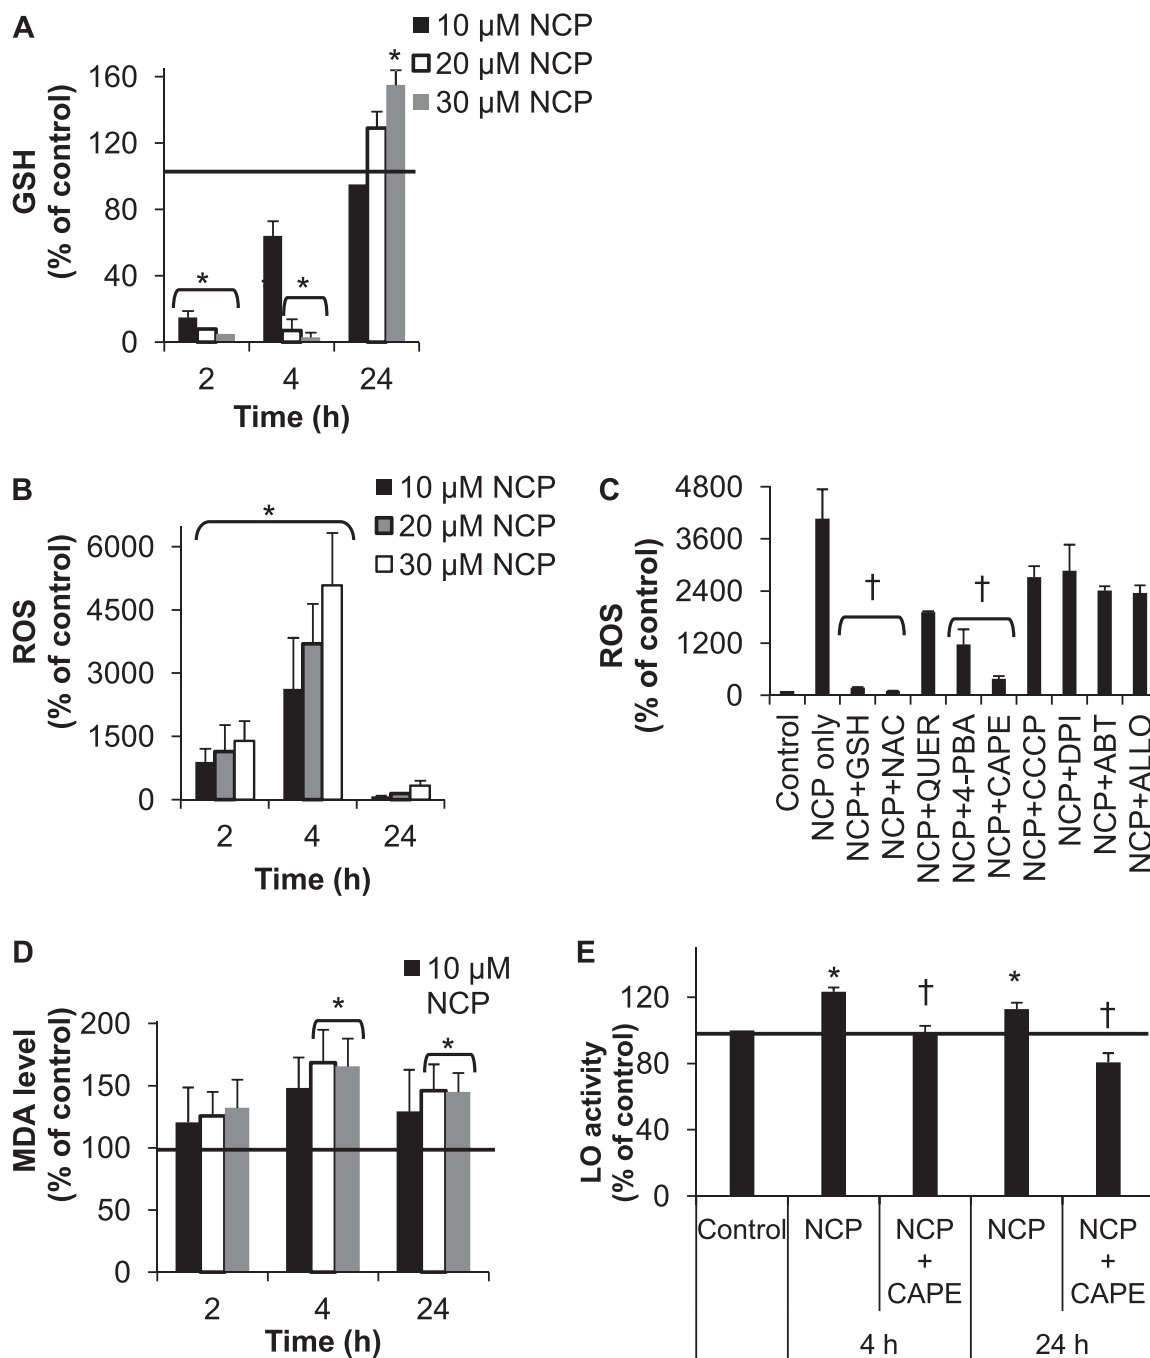 A
10 µM NCP
20 µM NCP
30 µM NCP
GSH
(% of control)
160
120
80
40
0
*
*
*
2 4 24
Time (h)
B
10 µM NCP
20 µM NCP
30 µM NCP
ROS
(% of control)
6000
4500
3000
1500
0
*
2 4 24
Time (h)
C
ROS
(% of control)
4800
3600
2400
1200
0
† †
Control
NCP only
NCP+GSH
NCP+NAC
NCP+QUER
NCP+4-PBA
NCP+CAPE
NCP+CCCP
NCP+DPI
NCP+ABT
NCP+ALLO
D
10 µM
NCP
MDA level
(% of control)
200
150
100
50
0
*
*
2 4 24
Time (h)
E
LO activity
(% of control)
120
80
40
0
* † * †
Control NCP NCP NCP NCP
+ +
CAPE CAPE
4 h 24 h